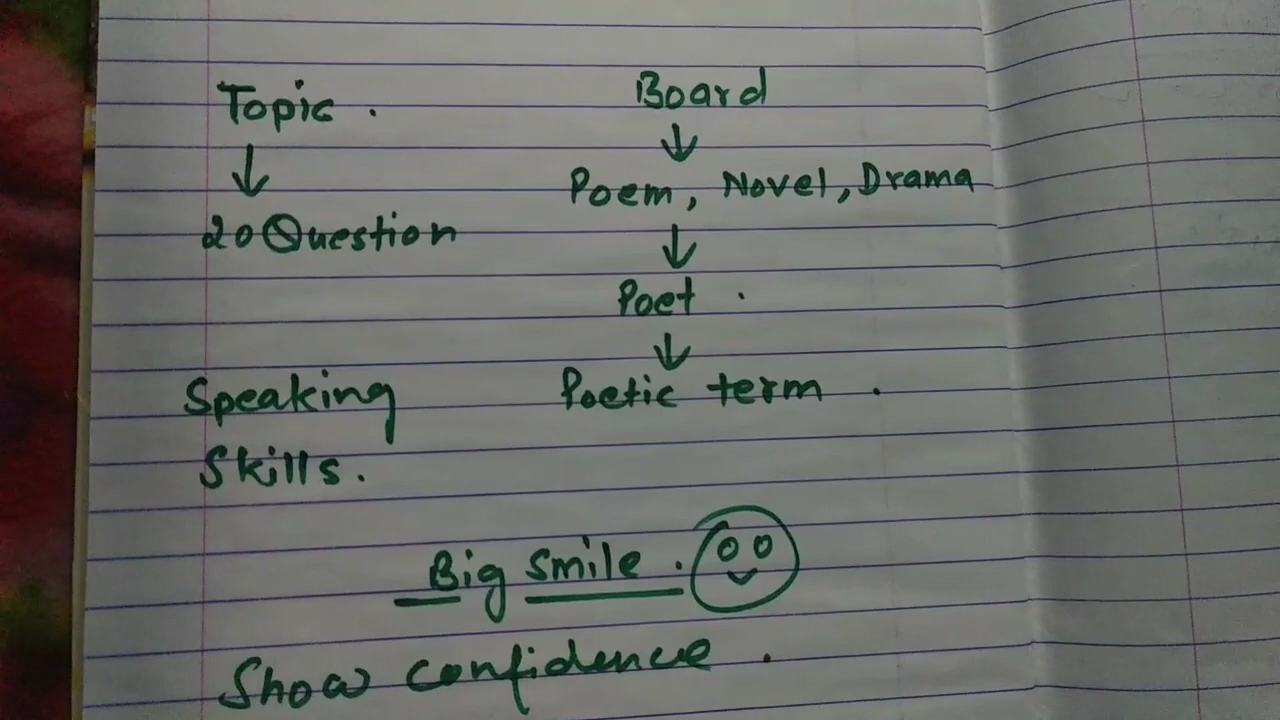 Topic .
↓
20 Question
Board
↓
Poem, Novel, Drama
↓
Poet .
↓
Poetic term .
Speaking
Skills.
Big smile .
Show confidence .